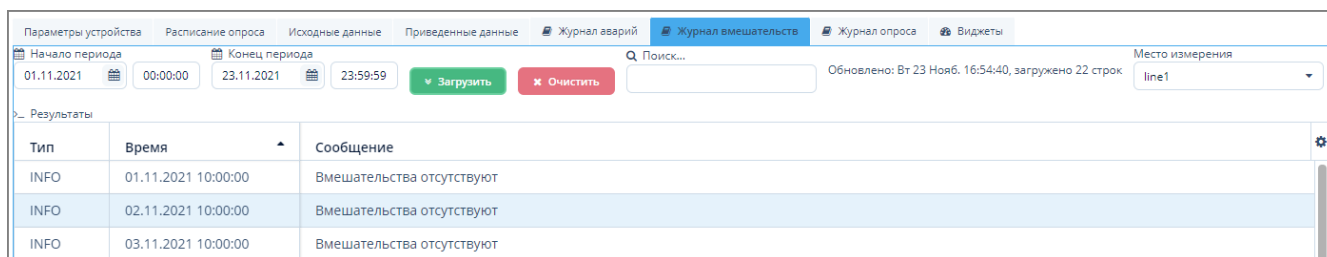 Параметры устройства Расписание опроса Исходные данные Приведенные данные Журнал аварий Журнал вмешательств Журнал опроса Виджеты
Начало периода Конец периода Поиск... Место измерения
01.11.2021 00:00:00 23.11.2021 23:59:59 Загрузить Очистить Обновлено: Вт 23 Нояб. 16:54:40, загружено 22 строк line1
>_ Результаты
Тип Время Сообщение
INFO 01.11.2021 10:00:00 Вмешательства отсутствуют
INFO 02.11.2021 10:00:00 Вмешательства отсутствуют
INFO 03.11.2021 10:00:00 Вмешательства отсутствуют